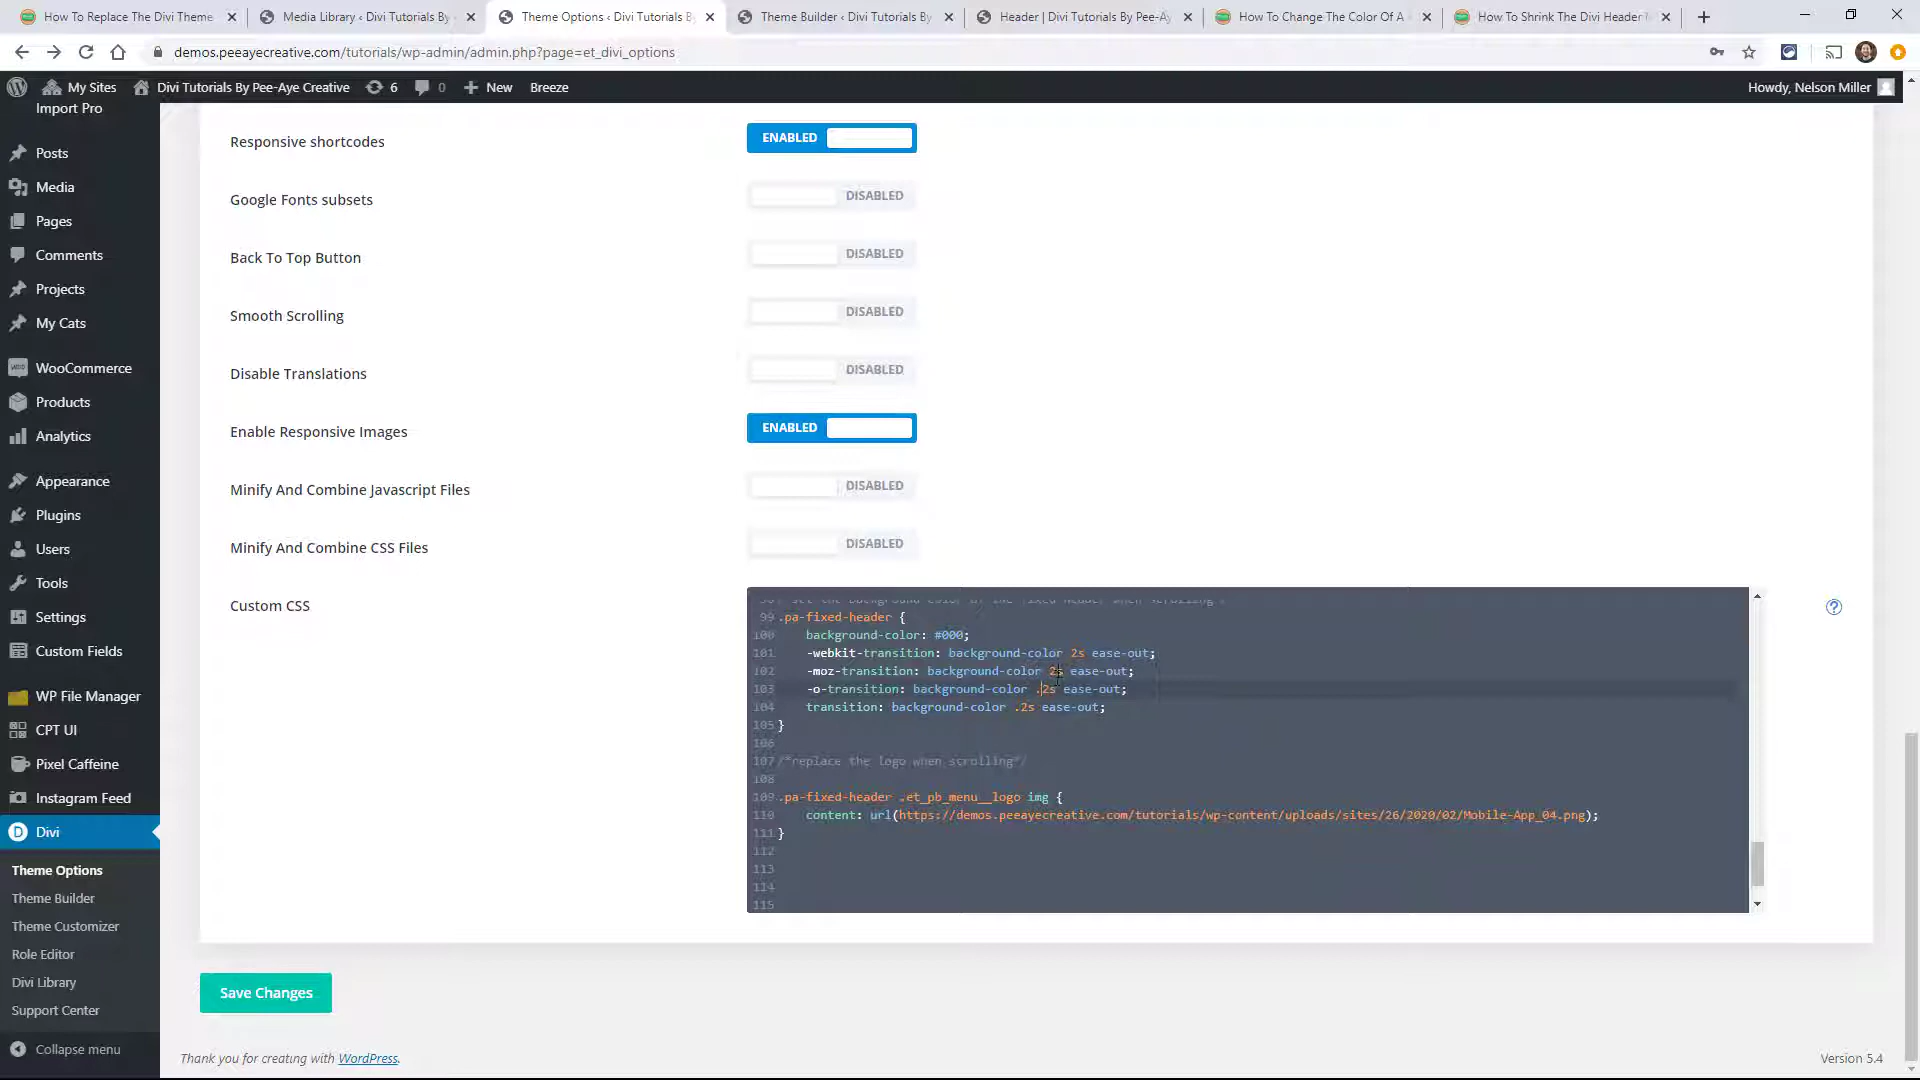 How To Replace The Divi Theme
Media Library ‹ Divi Tutorials By
Theme Options ‹ Divi Tutorials B
Theme Builder ‹ Divi Tutorials By
Header | Divi Tutorials By Pee-Ay
How To Change The Color Of A
How To Shrink The Divi Header
demos.peeayecreative.com/tutorials/wp-admin/admin.php?page=et_divi_options
My Sites
Divi Tutorials By Pee-Aye Creative
6
0
New
Breeze
Howdy, Nelson Miller
Import Pro
Posts
Media
Pages
Comments
Projects
My Cats
WooCommerce
Products
Analytics
Appearance
Plugins
Users
Tools
Settings
Custom Fields
WP File Manager
CPT UI
Pixel Caffeine
Instagram Feed
Divi
Theme Options
Theme Builder
Theme Customizer
Role Editor
Divi Library
Support Center
Collapse menu
Responsive shortcodes
ENABLED
Google Fonts subsets
DISABLED
Back To Top Button
DISABLED
Smooth Scrolling
DISABLED
Disable Translations
DISABLED
Enable Responsive Images
ENABLED
Minify And Combine Javascript Files
DISABLED
Minify And Combine CSS Files
DISABLED
Custom CSS
99 .pa-fixed-header {
100 background-color: #000;
101 -webkit-transition: background-color 2s ease-out;
102 -moz-transition: background-color 2s ease-out;
103 -o-transition: background-color .2s ease-out;
104 transition: background-color .2s ease-out;
105 }
106
107 /*replace the logo when scrolling*/
108
109 .pa-fixed-header .et_pb_menu__logo img {
110 content: url(https://demos.peeayecreative.com/tutorials/wp-content/uploads/sites/26/2020/02/Mobile-App_04.png);
111 }
112
113
114
115
Save Changes
Thank you for creating with WordPress.
Version 5.4